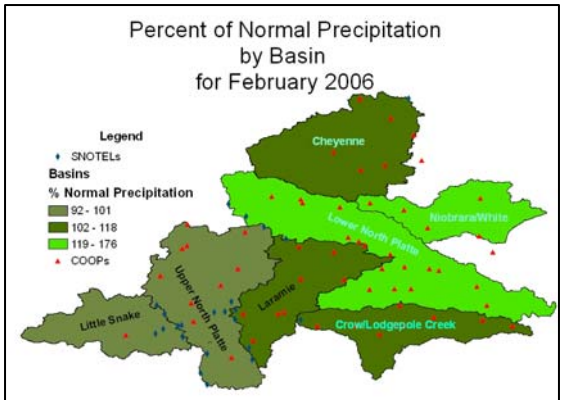 Percent of Normal Precipitation
by Basin
for February 2006
Legend
SNOTELs
Basins
% Normal Precipitation
92 - 101
102 - 118
119 - 176
COOPs
Cheyenne
Niobrara/White
Lower North Platte
Upper North Platte
Laramie
Little Snake
Crow/Lodgepole Creek